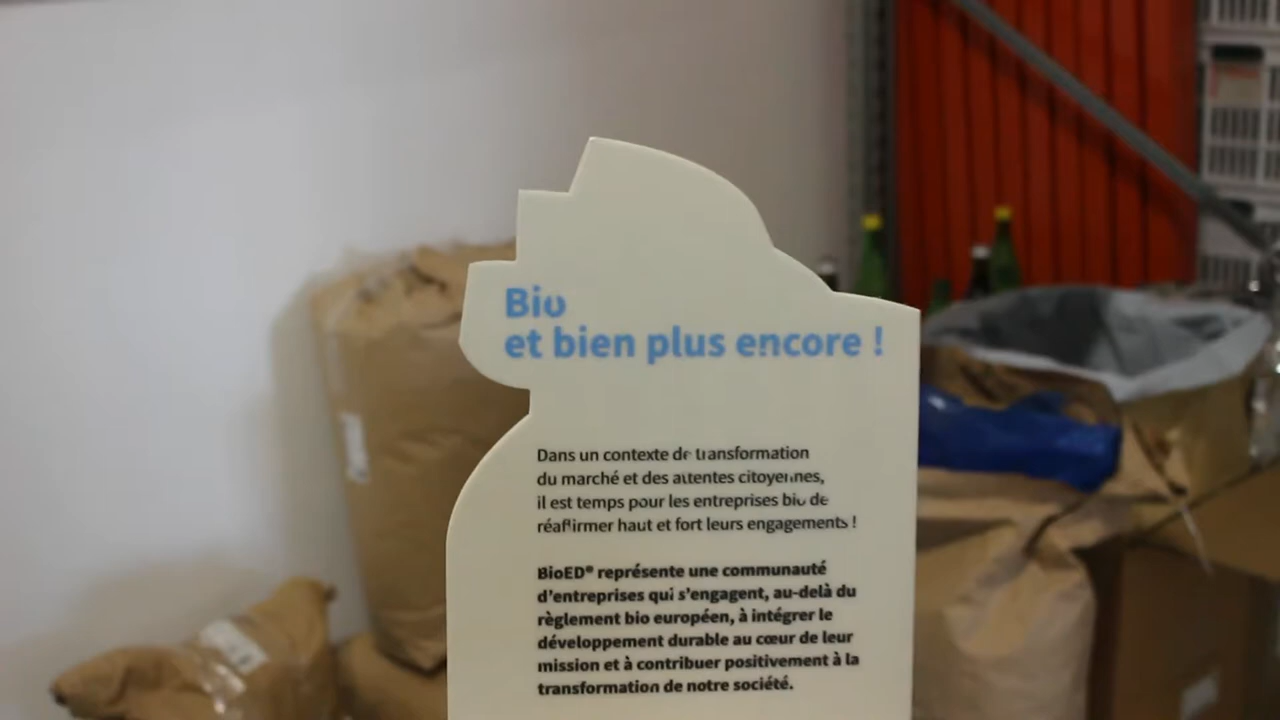 Bio
et bien plus encore !
Dans un contexte de transformation
du marché et des attentes citoyennes,
il est temps pour les entreprises bio de
réaffirmer haut et fort leurs engagements !
BioED® représente une communauté
d'entreprises qui s'engagent, au-delà du
règlement bio européen, à intégrer le
développement durable au cœur de leur
mission et à contribuer positivement à la
transformation de notre société.